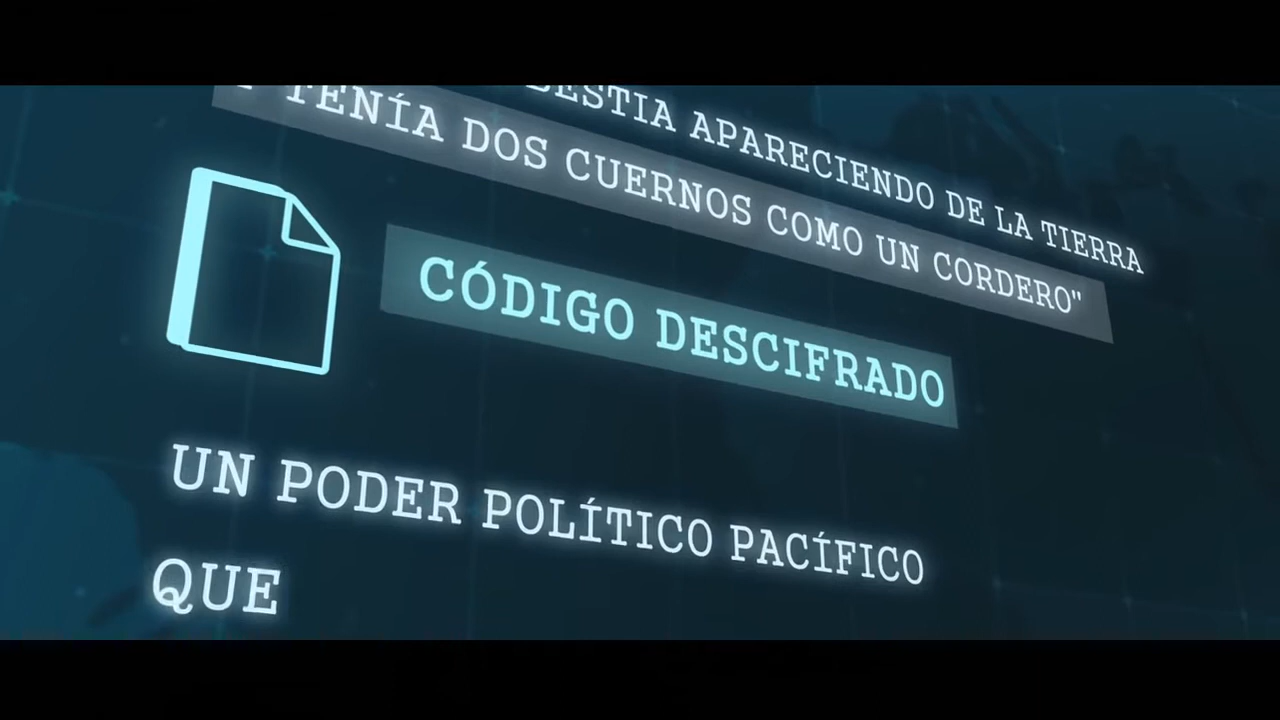 BESTIA APARECIENDO DE LA TIERRA
TENÍA DOS CUERNOS COMO UN CORDERO"
CÓDIGO DESCIFRADO
UN PODER POLÍTICO PACÍFICO
QUE